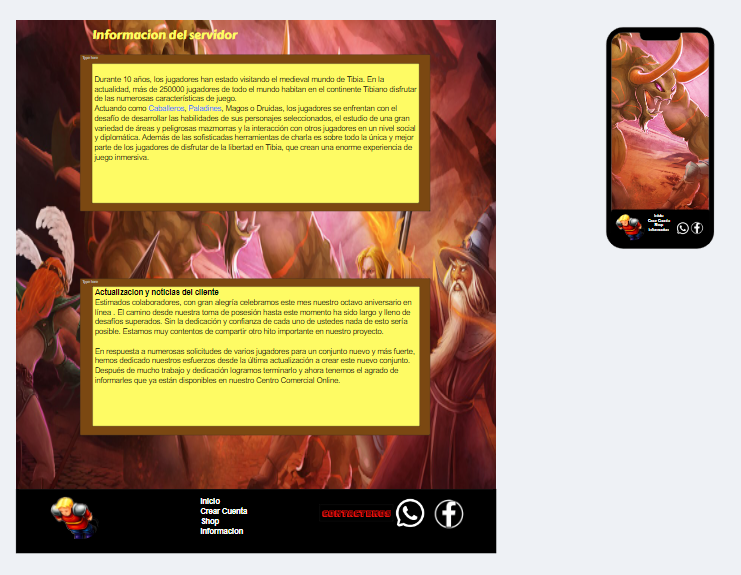 Informacion del servidor
Type here
Durante 10 años, los jugadores han estado visitando el medieval mundo de Tibia. En la
actualidad, más de 250000 jugadores de todo el mundo habitan en el continente Tibiano disfrutar
de las numerosas características de juego.
Actuando como Caballeros, Paladines, Magos o Druidas, los jugadores se enfrentan con el
desafío de desarrollar las habilidades de sus personajes seleccionados, el estudio de una gran
variedad de áreas y peligrosas mazmorras y la interacción con otros jugadores en un nivel social
y diplomática. Además de las sofisticadas herramientas de charla es sobre todo la única y mejor
parte de los jugadores de disfrutar de la libertad en Tibia, que crean una enorme experiencia de
juego inmersiva.
Type here
Actualizacion y noticias del cliente
Estimados colaboradores, con gran alegría celebramos este mes nuestro octavo aniversario en
línea . El camino desde nuestra toma de posesión hasta este momento ha sido largo y lleno de
desafíos superados. Sin la dedicación y confianza de cada uno de ustedes nada de esto sería
posible. Estamos muy contentos de compartir otro hito importante en nuestro proyecto.
En respuesta a numerosas solicitudes de varios jugadores para un conjunto nuevo y más fuerte,
hemos dedicado nuestros esfuerzos desde la última actualización a crear este nuevo conjunto.
Después de mucho trabajo y dedicación logramos terminarlo y ahora tenemos el agrado de
informarles que ya están disponibles en nuestro Centro Comercial Online.
Inicio
Crear Cuenta
Shop
Informacion
CONTACTENOS
Inicio
Crear Cuenta
Shop
Informacion